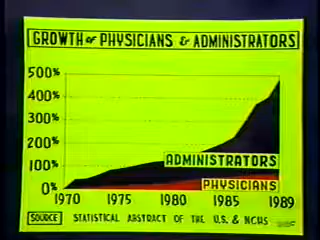 GROWTH of PHYSICIANS & ADMINISTRATORS
500%
400%
300%
200%
100%
0%
ADMINISTRATORS
PHYSICIANS
1970 1975 1980 1985 1989
SOURCE STATISTICAL ABSTRACT OF THE U.S. & NCHS